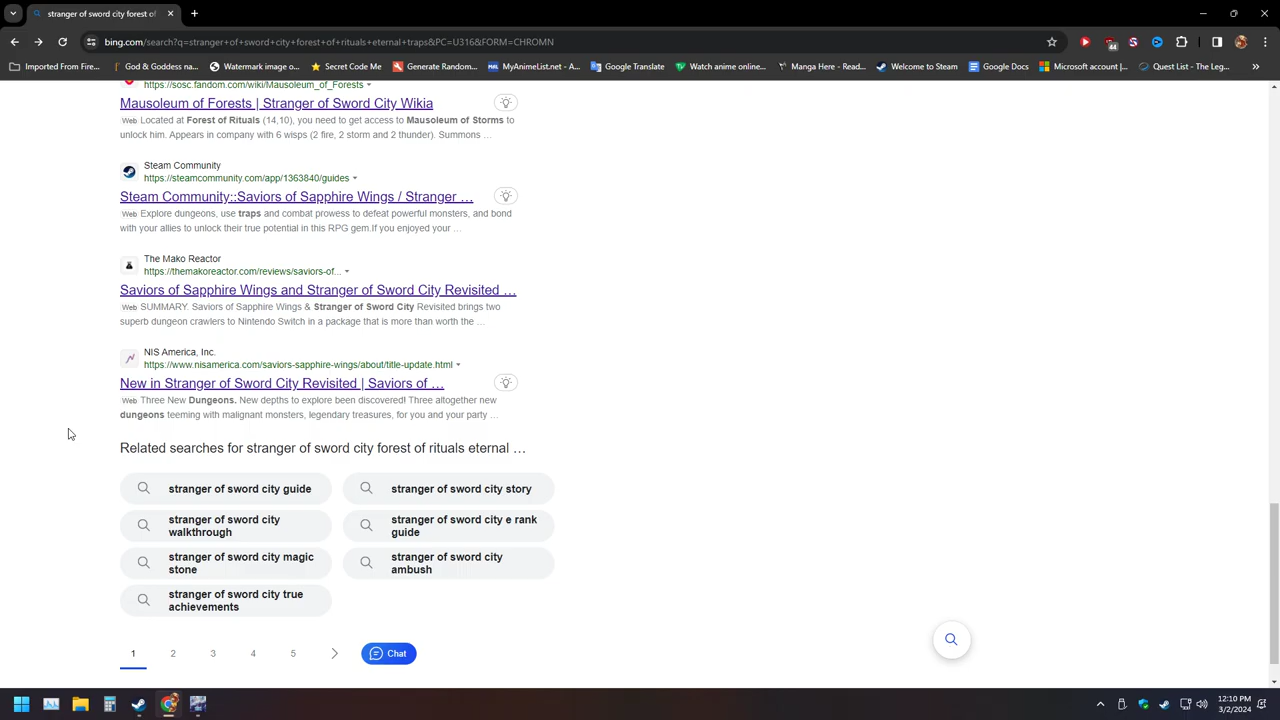 stranger of sword city forest of
bing.com/search?q=stranger+of+sword+city+forest+of+rituals+eternal+traps&PC=U316&FORM=CHROMN
44
Imported From Fire...
God & Goddess na...
Watermark image o...
Secret Code Me
Generate Random...
MyAnimeList.net - A...
Google Translate
Watch anime online...
Manga Here - Read...
Welcome to Steam
Google Docs
Microsoft account |...
Quest List - The Leg...
»
https://sosc.fandom.com/wiki/Mausoleum_of_Forests
Mausoleum of Forests | Stranger of Sword City Wikia
Web Located at Forest of Rituals (14,10), you need to get access to Mausoleum of Storms to
unlock him. Appears in company with 6 wisps (2 fire, 2 storm and 2 thunder). Summons ...
Steam Community
https://steamcommunity.com/app/1363840/guides
Steam Community::Saviors of Sapphire Wings / Stranger ...
Web Explore dungeons, use traps and combat prowess to defeat powerful monsters, and bond
with your allies to unlock their true potential in this RPG gem.If you enjoyed your ...
The Mako Reactor
https://themakoreactor.com/reviews/saviors-of...
Saviors of Sapphire Wings and Stranger of Sword City Revisited ...
Web SUMMARY. Saviors of Sapphire Wings & Stranger of Sword City Revisited brings two
superb dungeon crawlers to Nintendo Switch in a package that is more than worth the ...
NIS America, Inc.
https://www.nisamerica.com/saviors-sapphire-wings/about/title-update.html
New in Stranger of Sword City Revisited | Saviors of ...
Web Three New Dungeons. New depths to explore been discovered! Three altogether new
dungeons teeming with malignant monsters, legendary treasures, for you and your party ...
Related searches for stranger of sword city forest of rituals eternal ...
stranger of sword city guide
stranger of sword city story
stranger of sword city
walkthrough
stranger of sword city e rank
guide
stranger of sword city magic
stone
stranger of sword city
ambush
stranger of sword city true
achievements
1 2 3 4 5
Chat
12:10 PM
3/2/2024